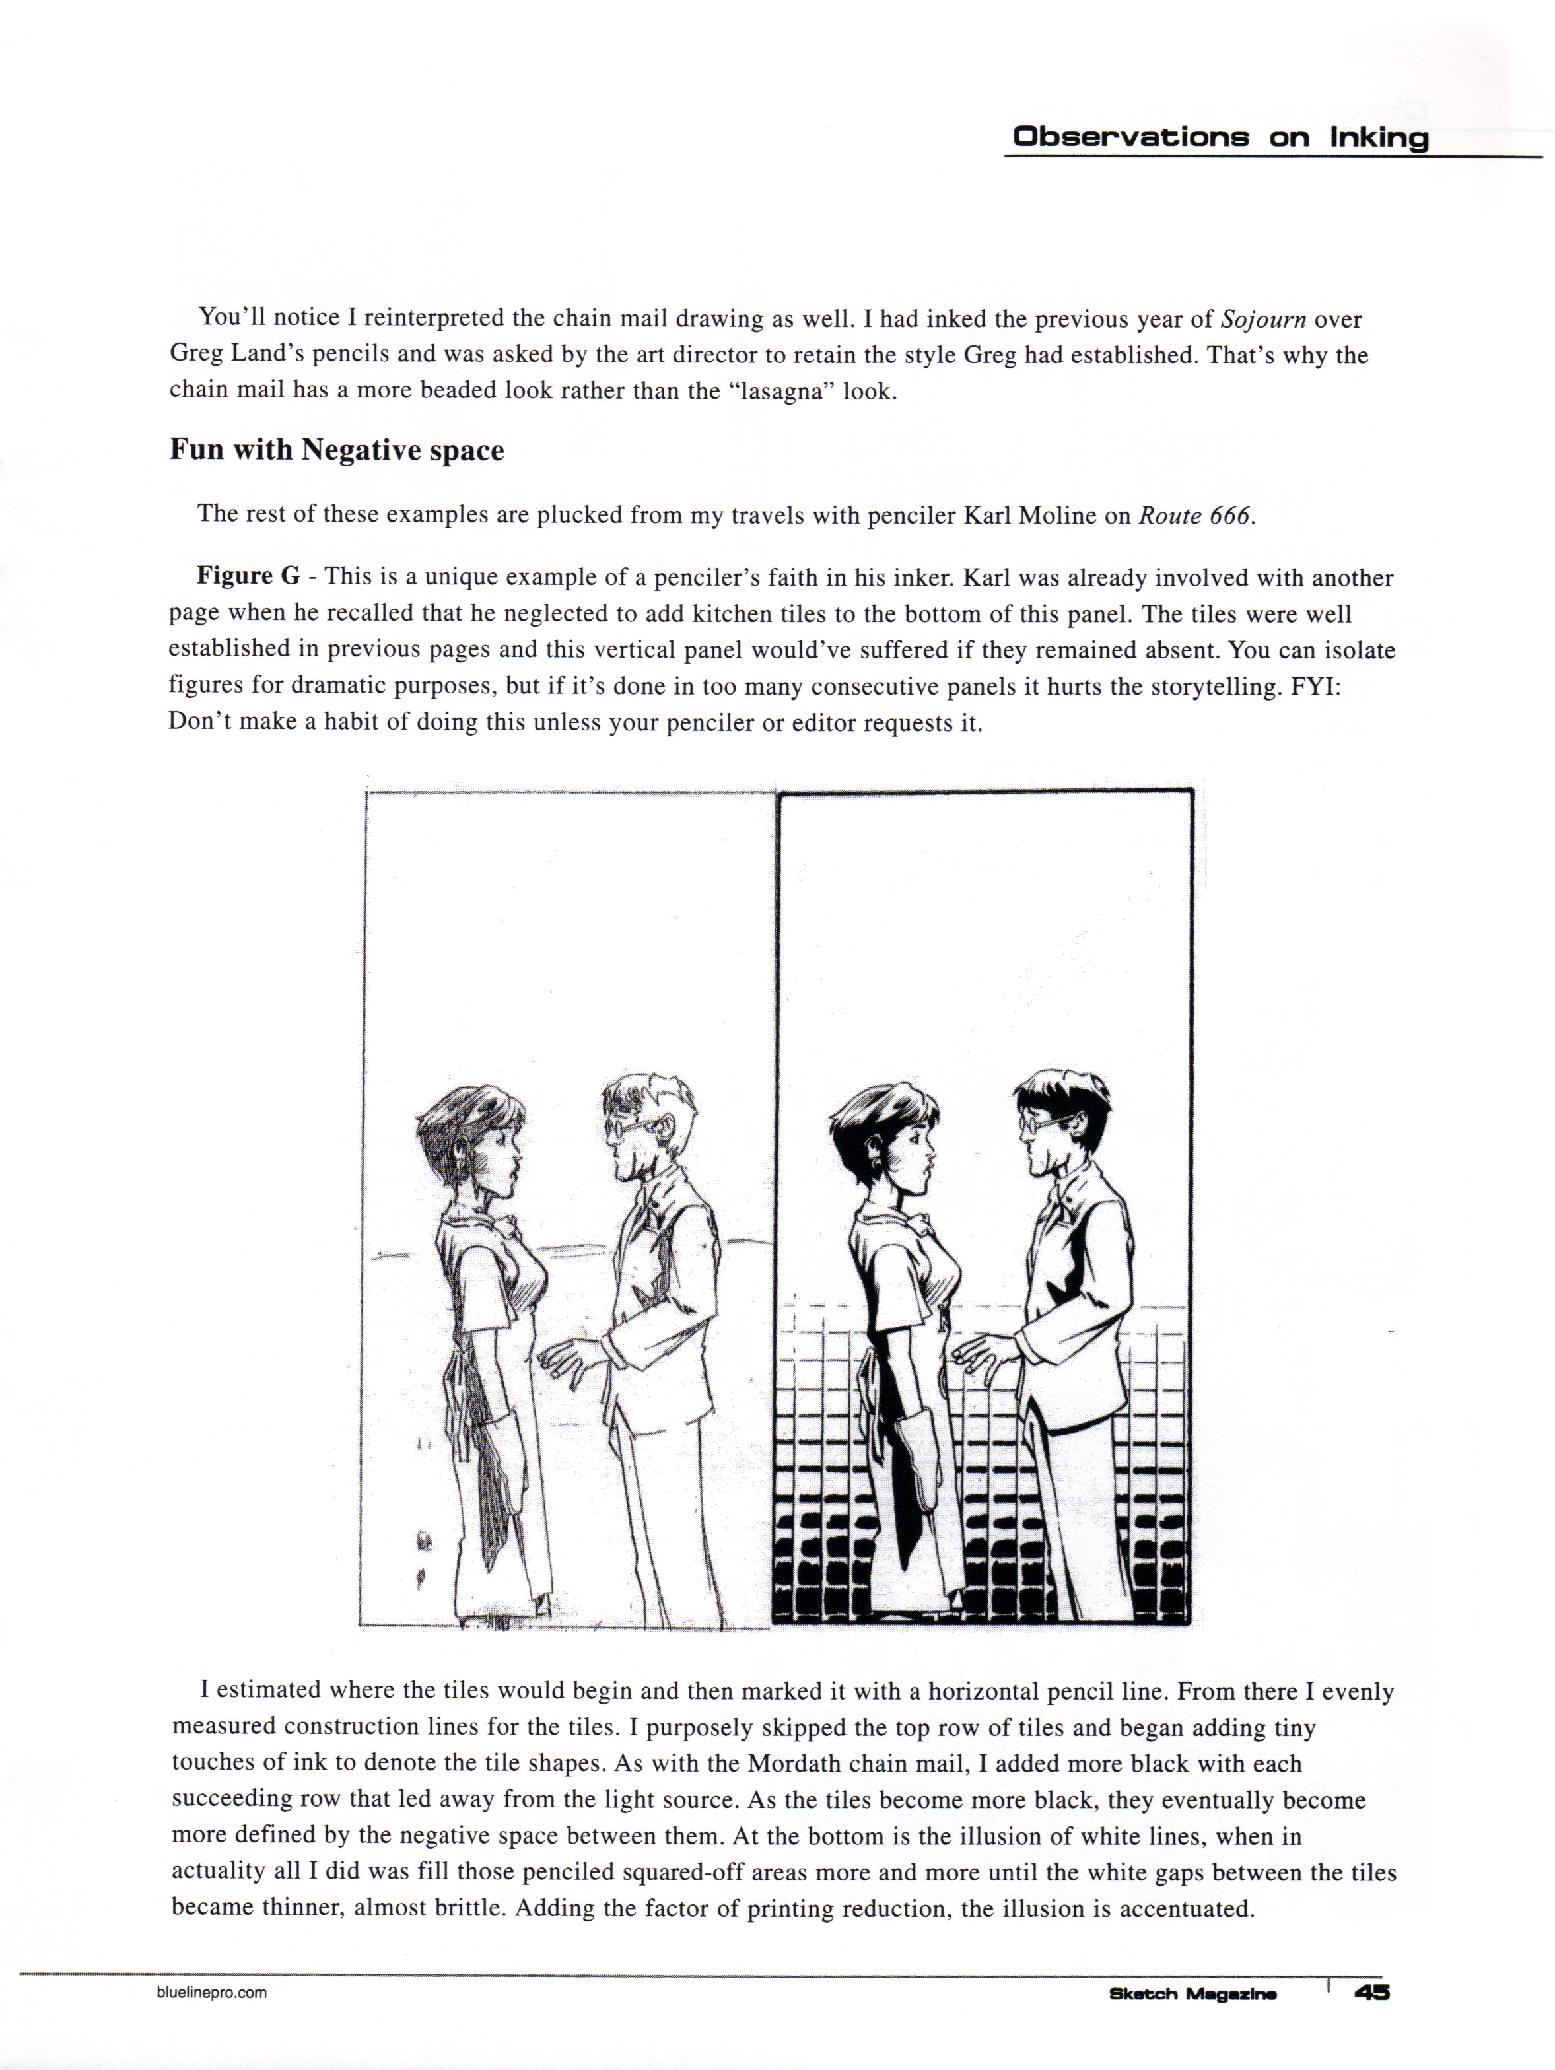 Observations on Inking
You'll notice I reinterpreted the chain mail drawing as well. I had inked the previous year of Sojourn over
Greg Land's pencils and was asked by the art director to retain the style Greg had established. That's why the
chain mail has a more beaded look rather than the “lasagna” look.
Fun with Negative space
The rest of these examples are plucked from my travels with penciler Karl Moline on Route 666.
Figure G - This is a unique example of a penciler's faith in his inker. Karl was already involved with another
page when he recalled that he neglected to add kitchen tiles to the bottom of this panel. The tiles were well
established in previous pages and this vertical panel would've suffered if they remained absent. You can isolate
figures for dramatic purposes, but if it's done in too many consecutive panels it hurts the storytelling. FYI:
Don't make a habit of doing this unless your penciler or editor requests it.
I estimated where the tiles would begin and then marked it with a horizontal pencil line. From there I evenly
measured construction lines for the tiles. I purposely skipped the top row of tiles and began adding tiny
touches of ink to denote the tile shapes. As with the Mordath chain mail, I added more black with each
succeeding row that led away from the light source. As the tiles become more black, they eventually become
more defined by the negative space between them. At the bottom is the illusion of white lines, when in
actuality all I did was fill those penciled squared-off areas more and more until the white gaps between the tiles
became thinner, almost brittle. Adding the factor of printing reduction, the illusion is accentuated.
bluelinepro.com
Sketch Magazine
45